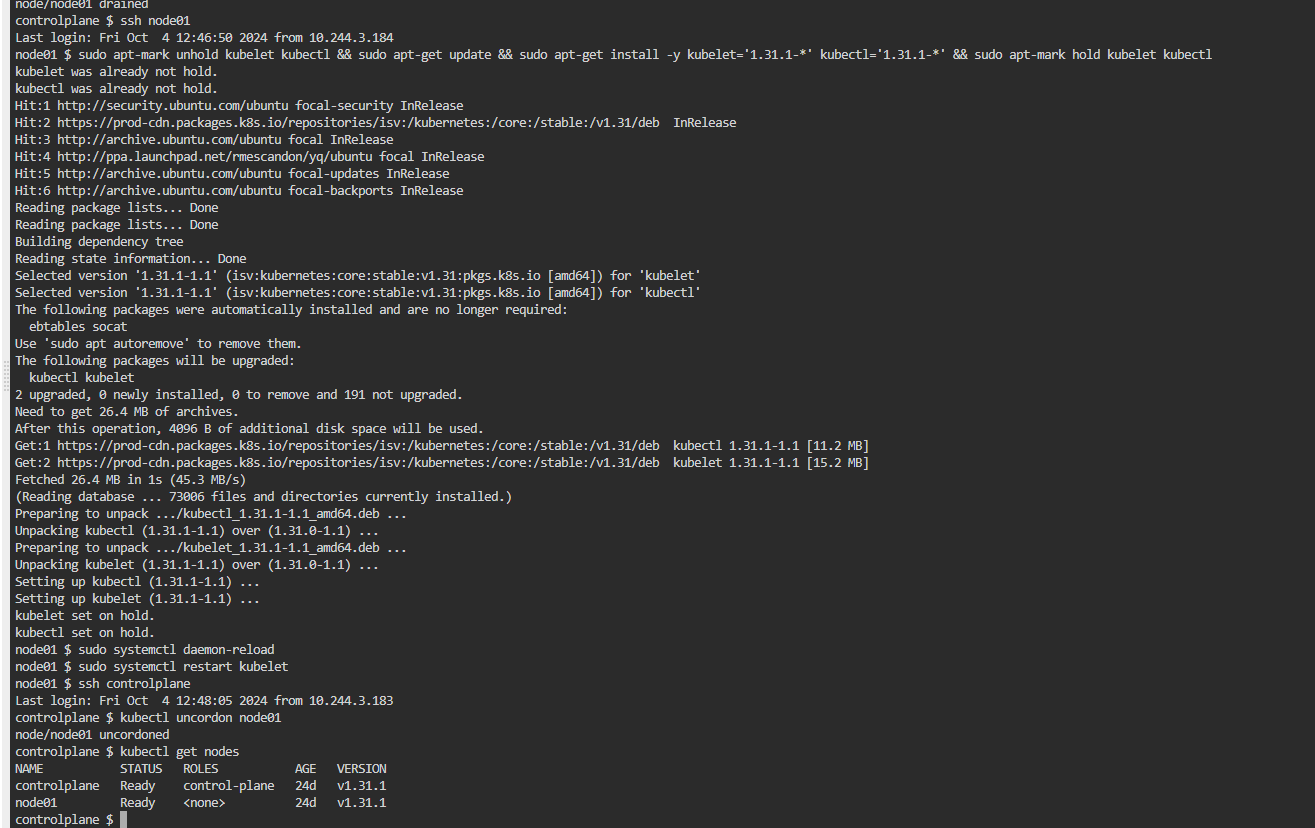 node/node01 drained
controlplane $ ssh node01
Last login: Fri Oct  4 12:46:50 2024 from 10.244.3.184
node01 $ sudo apt-mark unhold kubelet kubectl && sudo apt-get update && sudo apt-get install -y kubelet='1.31.1-*' kubectl='1.31.1-*' && sudo apt-mark hold kubelet kubectl
kubelet was already not hold.
kubectl was already not hold.
Hit:1 http://security.ubuntu.com/ubuntu focal-security InRelease
Hit:2 https://prod-cdn.packages.k8s.io/repositories/isv:/kubernetes:/core:/stable:/v1.31/deb  InRelease
Hit:3 http://archive.ubuntu.com/ubuntu focal InRelease
Hit:4 http://ppa.launchpad.net/rmescandon/yq/ubuntu focal InRelease
Hit:5 http://archive.ubuntu.com/ubuntu focal-updates InRelease
Hit:6 http://archive.ubuntu.com/ubuntu focal-backports InRelease
Reading package lists... Done
Reading package lists... Done
Building dependency tree
Reading state information... Done
Selected version '1.31.1-1.1' (isv:kubernetes:core:stable:v1.31:pkgs.k8s.io [amd64]) for 'kubelet'
Selected version '1.31.1-1.1' (isv:kubernetes:core:stable:v1.31:pkgs.k8s.io [amd64]) for 'kubectl'
The following packages were automatically installed and are no longer required:
  ebtables socat
Use 'sudo apt autoremove' to remove them.
The following packages will be upgraded:
  kubectl kubelet
2 upgraded, 0 newly installed, 0 to remove and 191 not upgraded.
Need to get 26.4 MB of archives.
After this operation, 4096 B of additional disk space will be used.
Get:1 https://prod-cdn.packages.k8s.io/repositories/isv:/kubernetes:/core:/stable:/v1.31/deb  kubectl 1.31.1-1.1 [11.2 MB]
Get:2 https://prod-cdn.packages.k8s.io/repositories/isv:/kubernetes:/core:/stable:/v1.31/deb  kubelet 1.31.1-1.1 [15.2 MB]
Fetched 26.4 MB in 1s (45.3 MB/s)
(Reading database ... 73006 files and directories currently installed.)
Preparing to unpack .../kubectl_1.31.1-1.1_amd64.deb ...
Unpacking kubectl (1.31.1-1.1) over (1.31.0-1.1) ...
Preparing to unpack .../kubelet_1.31.1-1.1_amd64.deb ...
Unpacking kubelet (1.31.1-1.1) over (1.31.0-1.1) ...
Setting up kubectl (1.31.1-1.1) ...
Setting up kubelet (1.31.1-1.1) ...
kubelet set on hold.
kubectl set on hold.
node01 $ sudo systemctl daemon-reload
node01 $ sudo systemctl restart kubelet
node01 $ ssh controlplane
Last login: Fri Oct  4 12:48:05 2024 from 10.244.3.183
controlplane $ kubectl uncordon node01
node/node01 uncordoned
controlplane $ kubectl get nodes
NAME           STATUS   ROLES           AGE   VERSION
controlplane   Ready    control-plane   24d   v1.31.1
node01         Ready    <none>          24d   v1.31.1
controlplane $